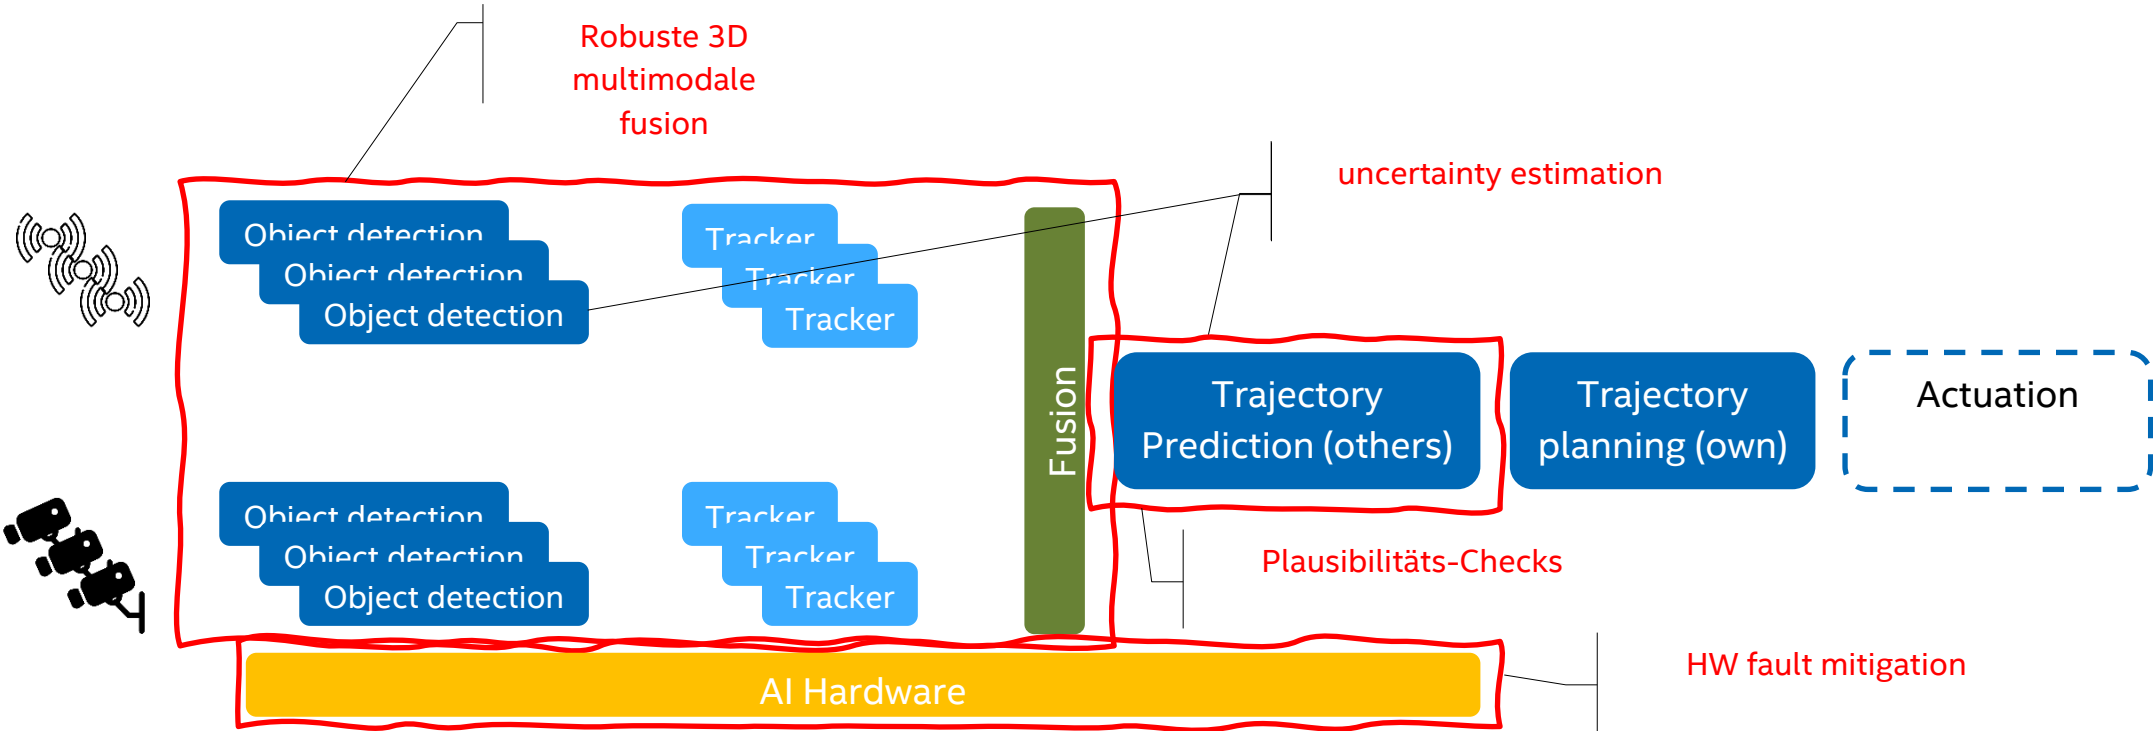 Robuste 3D
multimodale
fusion
uncertainty estimation
Object detection
Object detection
Object detection
Tracker
Tracker
Tracker
Fusion
Trajectory
Prediction (others)
Trajectory
planning (own)
Actuation
Object detection
Object detection
Object detection
Tracker
Tracker
Tracker
Plausibilitäts-Checks
HW fault mitigation
AI Hardware